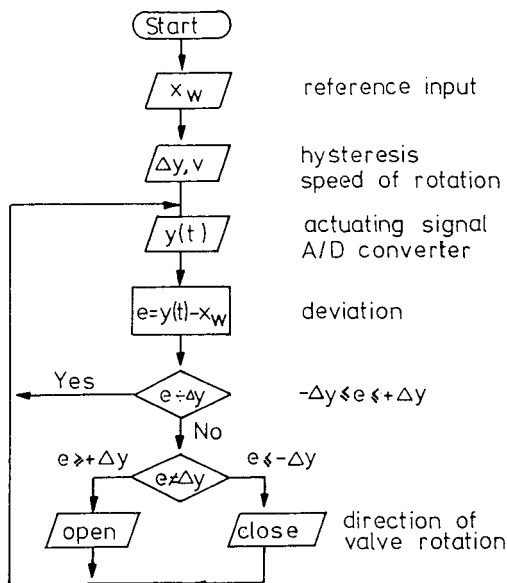 Start
x_w reference input
Δy, v hysteresis
speed of rotation
y(t) actuating signal
A/D converter
e=y(t)-x_w deviation
Yes e÷Δy -Δy⩽e⩽+Δy
No
e⩾+Δy e≠Δy e⩽-Δy
open close direction of
valve rotation